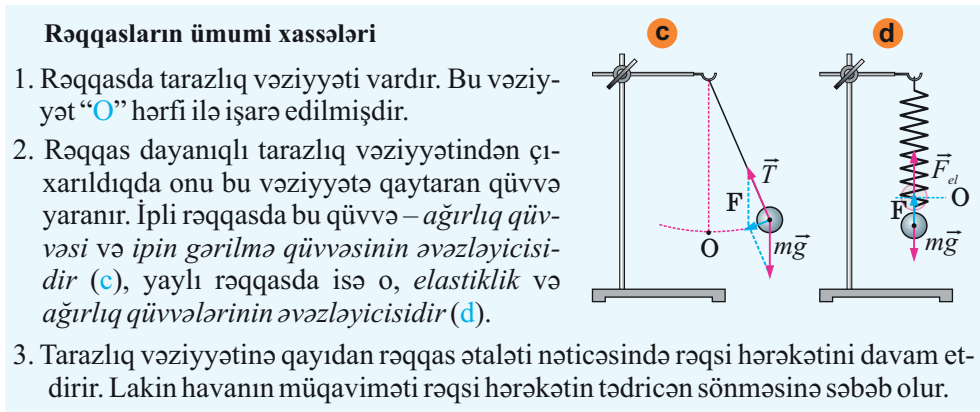 Rəqqasların ümumi xassələri
1. Rəqqasda tarazlıq vəziyyəti vardır. Bu vəziy-
yət “O” hərfi ilə işarə edilmişdir.
2. Rəqqas dayanıqlı tarazlıq vəziyyətindən çı-
xarıldıqda onu bu vəziyyətə qaytaran qüvvə
yaranır. İpli rəqqasda bu qüvvə – ağırlıq qüv-
vəsi və ipin gərilmə qüvvəsinin əvəzləyicisi-
dir (c), yaylı rəqqasda isə o, elastiklik və
ağırlıq qüvvələrinin əvəzləyicisidir (d).
3. Tarazlıq vəziyyətinə qayıdan rəqqas ətaləti nəticəsində rəqsi hərəkətini davam et-
dirir. Lakin havanın müqaviməti rəqsi hərəkətin tədricən sönməsinə səbəb olur.
c
T⃗
F
O
mg⃗
d
F⃗el
O
F
mg⃗